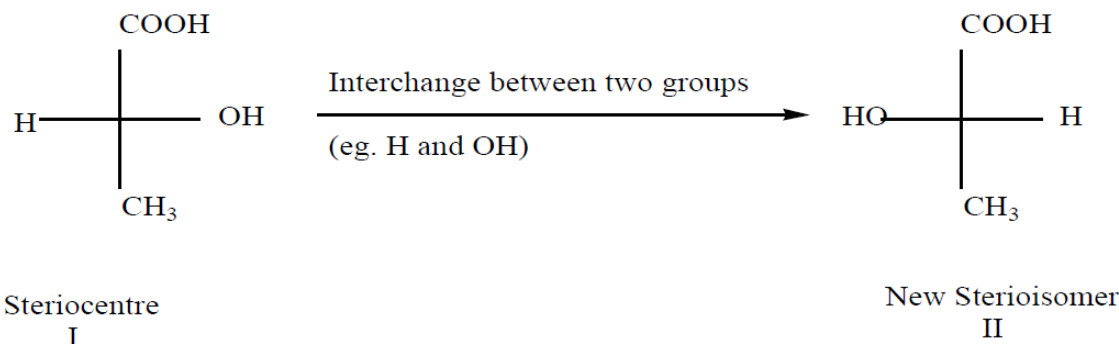 COOH
H
OH
CH₃
Interchange between two groups
(eg. H and OH)
COOH
HO
H
CH₃
Steriocentre
I
New Sterioisomer
II